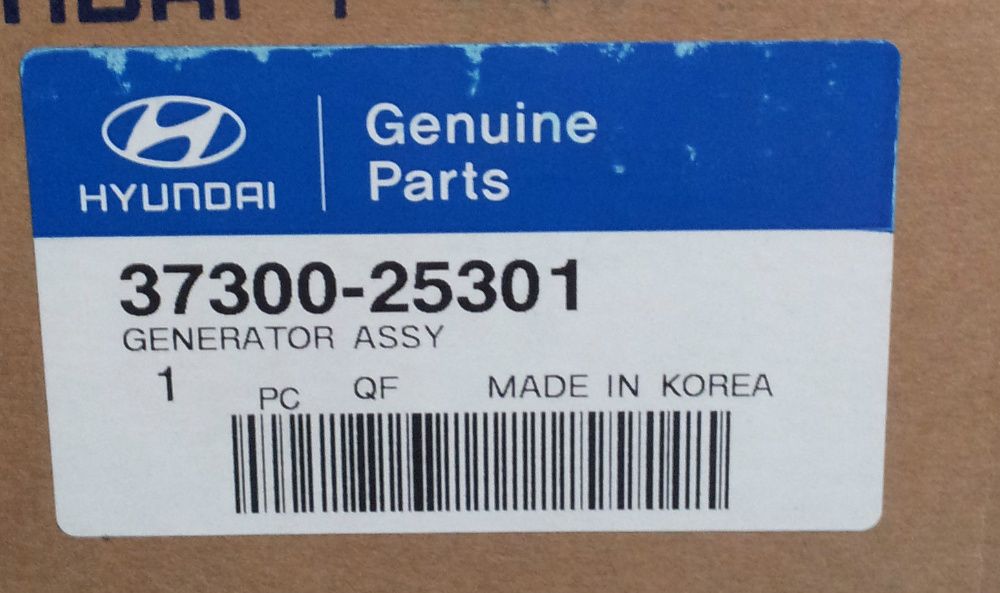 HYUNDAI
Genuine
Parts
37300-25301
GENERATOR ASSY
1 PC QF MADE IN KOREA